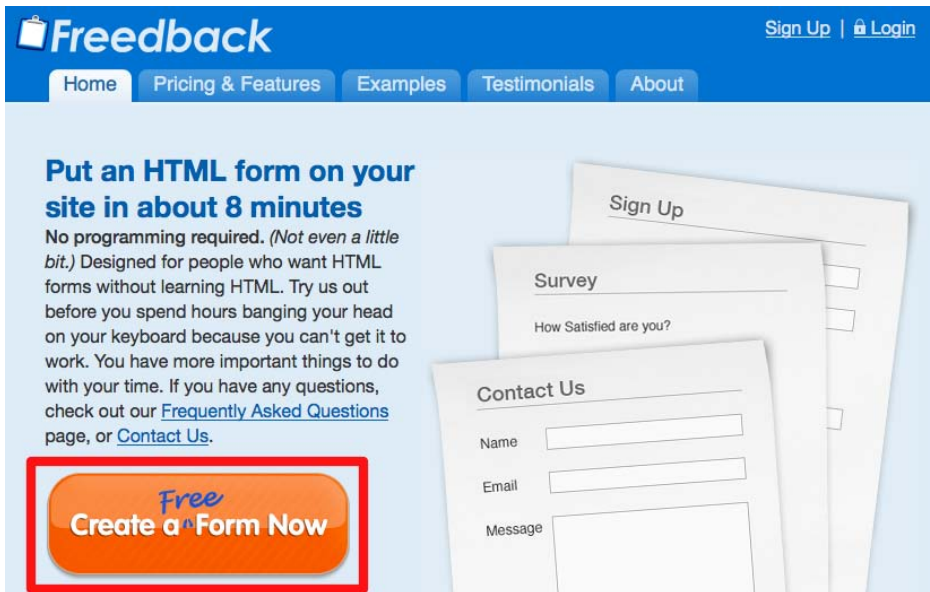 Freedback
Sign Up | Login
Home Pricing & Features Examples Testimonials About
Put an HTML form on your
site in about 8 minutes
No programming required. (Not even a little
bit.) Designed for people who want HTML
forms without learning HTML. Try us out
before you spend hours banging your head
on your keyboard because you can't get it to
work. You have more important things to do
with your time. If you have any questions,
check out our Frequently Asked Questions
page, or Contact Us.
Free
Create a ^ Form Now
Sign Up
Survey
How Satisfied are you?
Contact Us
Name
Email
Message